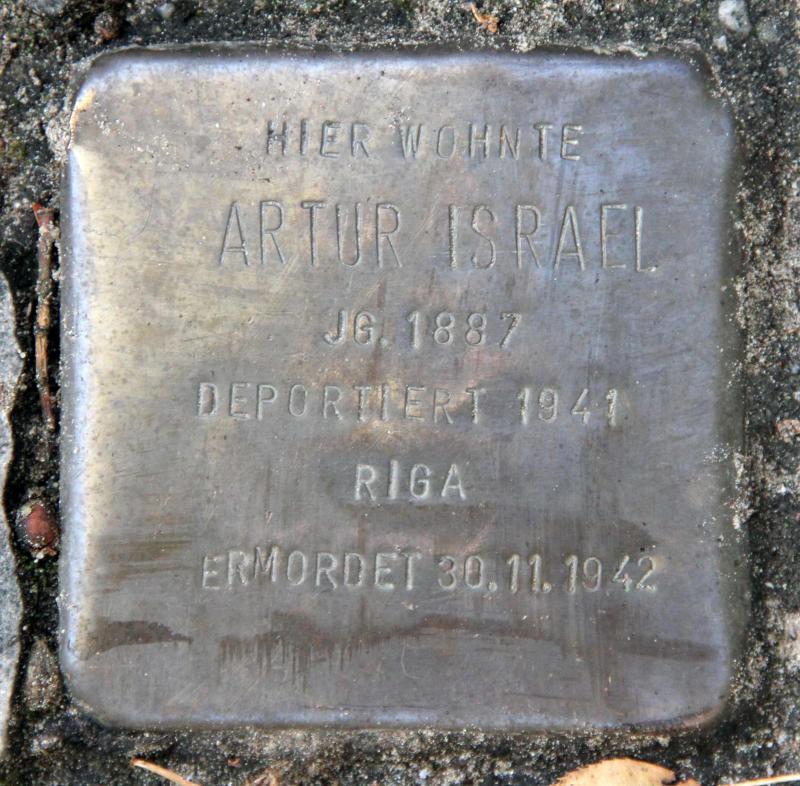 HIER WOHNTE
ARTUR ISRAEL
JG. 1887
DEPORTIERT 1941
RIGA
ERMORDET 30.11.1942